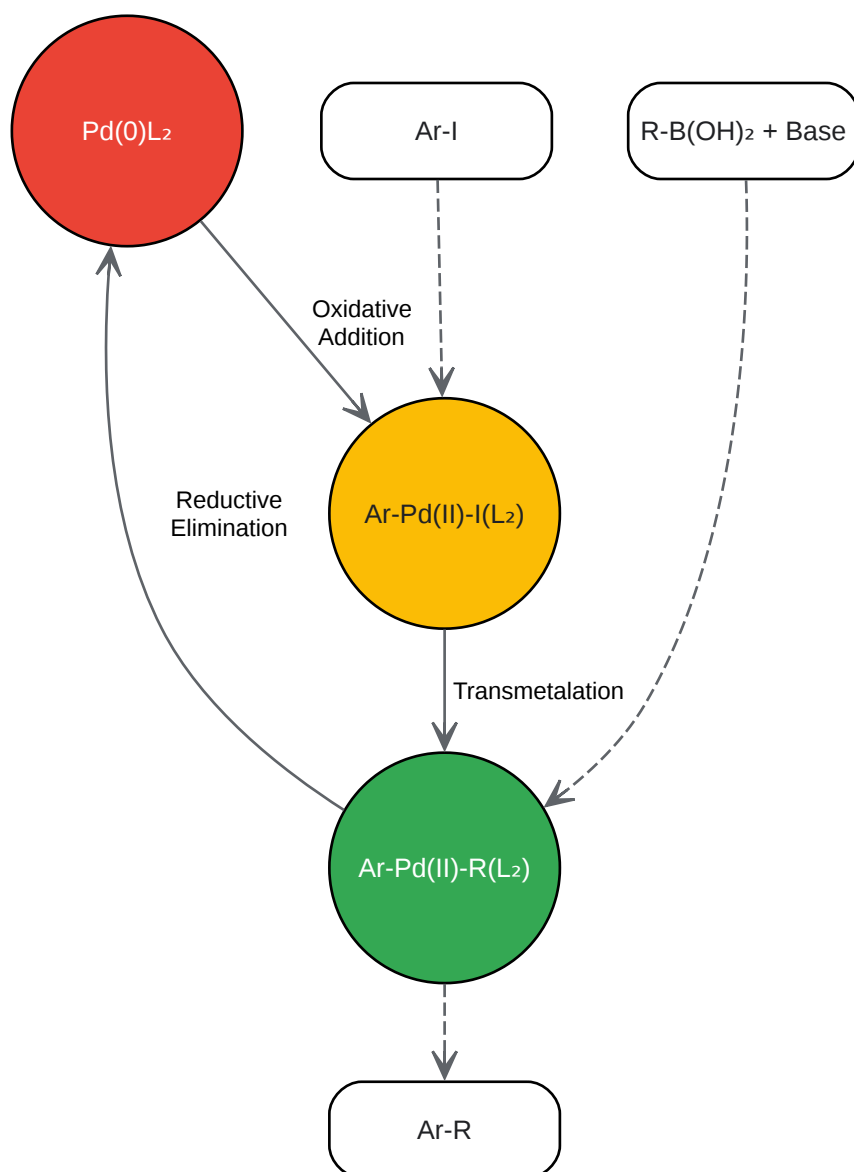 Pd(0)L₂
Ar-I
R-B(OH)₂ + Base
Oxidative
Addition
Reductive
Elimination
Ar-Pd(II)-I(L₂)
Transmetalation
Ar-Pd(II)-R(L₂)
Ar-R